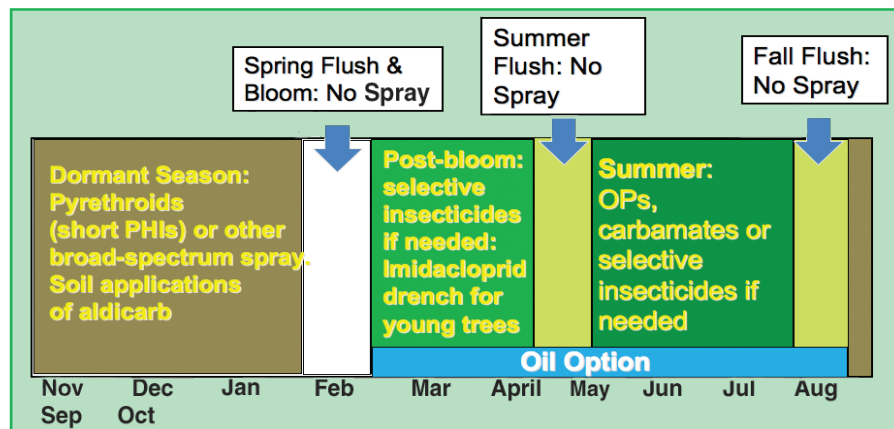 Spring Flush &
Bloom: No Spray
Summer
Flush: No
Spray
Fall Flush:
No Spray
Dormant Season:
Pyrethroids
(short PHIs) or other
broad-spectrum spray.
Soil applications
of aldicarb
Post-bloom:
selective
insecticides
if needed:
Imidacloprid
drench for
young trees
Summer:
OPs,
carbamates or
selective
insecticides if
needed
Oil Option
Nov Dec Jan Feb Mar April May Jun Jul Aug
Sep Oct